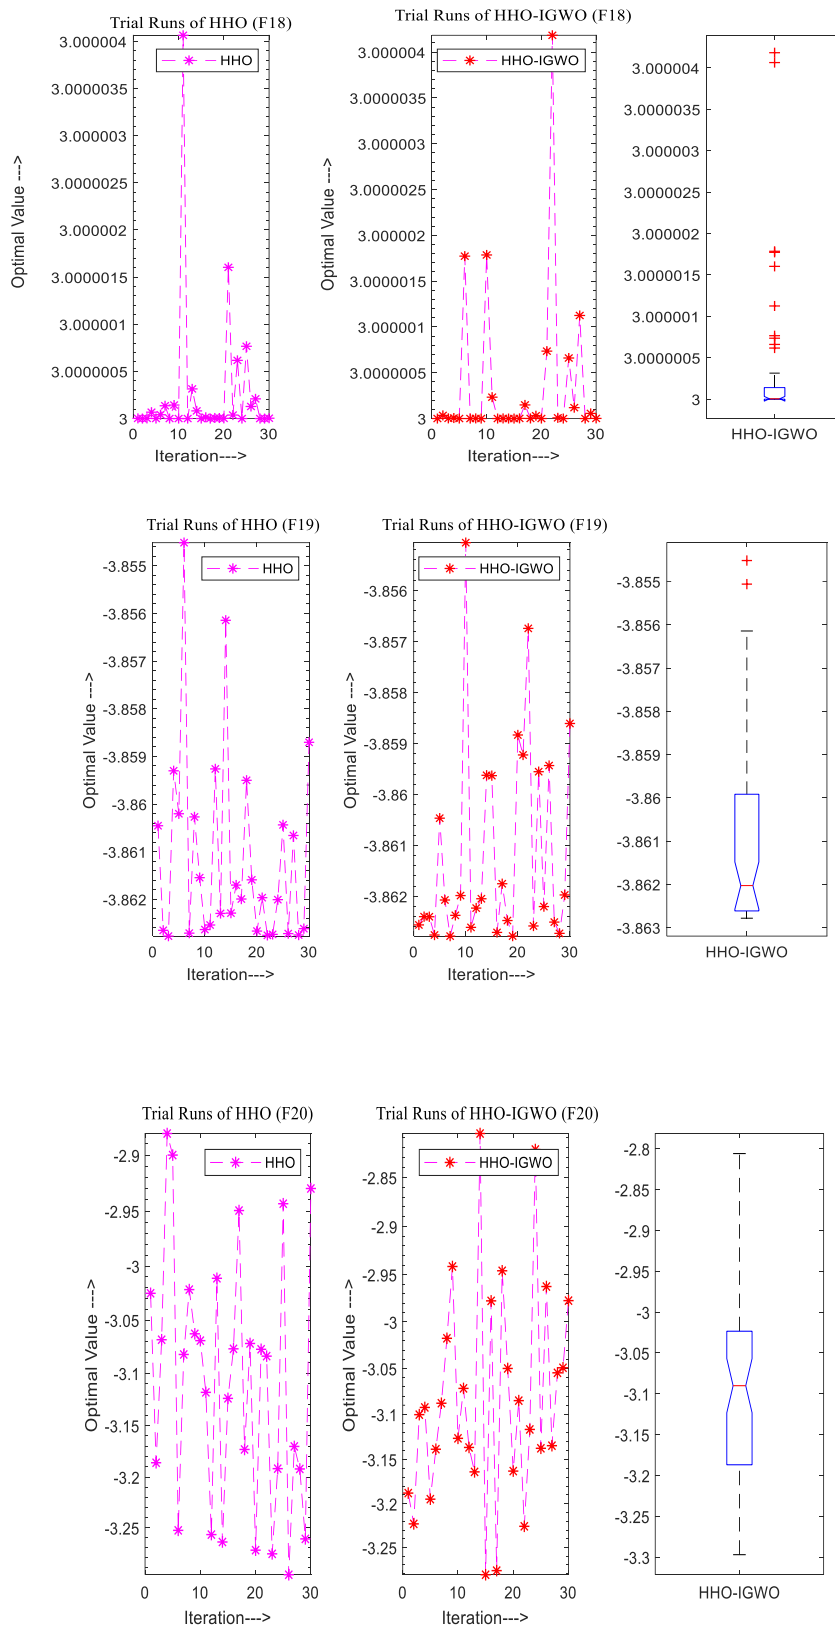 Trial Runs of HHO (F18)
Optimal Value --->
3.000004
3.0000035
3.000003
3.0000025
3.000002
3.0000015
3.000001
3.0000005
3
HHO
0 10 20 30
Iteration--->
Trial Runs of HHO-IGWO (F18)
Optimal Value --->
3.000004
3.0000035
3.000003
3.0000025
3.000002
3.0000015
3.000001
3.0000005
3
HHO-IGWO
0 10 20 30
Iteration--->
3.000004
3.0000035
3.000003
3.0000025
3.000002
3.0000015
3.000001
3.0000005
3
HHO-IGWO
Trial Runs of HHO (F19)
Optimal Value --->
-3.855
-3.856
-3.857
-3.858
-3.859
-3.86
-3.861
-3.862
HHO
0 10 20 30
Iteration--->
Trial Runs of HHO-IGWO (F19)
Optimal Value --->
-3.856
-3.857
-3.858
-3.859
-3.86
-3.861
-3.862
HHO-IGWO
0 10 20 30
Iteration--->
-3.855
-3.856
-3.857
-3.858
-3.859
-3.86
-3.861
-3.862
-3.863
HHO-IGWO
Trial Runs of HHO (F20)
Optimal Value --->
-2.9
-2.95
-3
-3.05
-3.1
-3.15
-3.2
-3.25
HHO
0 10 20 30
Iteration--->
Trial Runs of HHO-IGWO (F20)
Optimal Value --->
-2.85
-2.9
-2.95
-3
-3.05
-3.1
-3.15
-3.2
-3.25
HHO-IGWO
0 10 20 30
Iteration--->
-2.8
-2.85
-2.9
-2.95
-3
-3.05
-3.1
-3.15
-3.2
-3.25
-3.3
HHO-IGWO